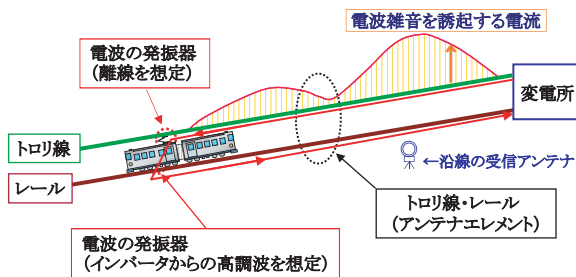 電波雑音を誘起する電流
電波の発振器
(離線を想定)
変電所
トロリ線
←沿線の受信アンテナ
レール
トロリ線・レール
(アンテナエレメント)
電波の発振器
(インバータからの高調波を想定)